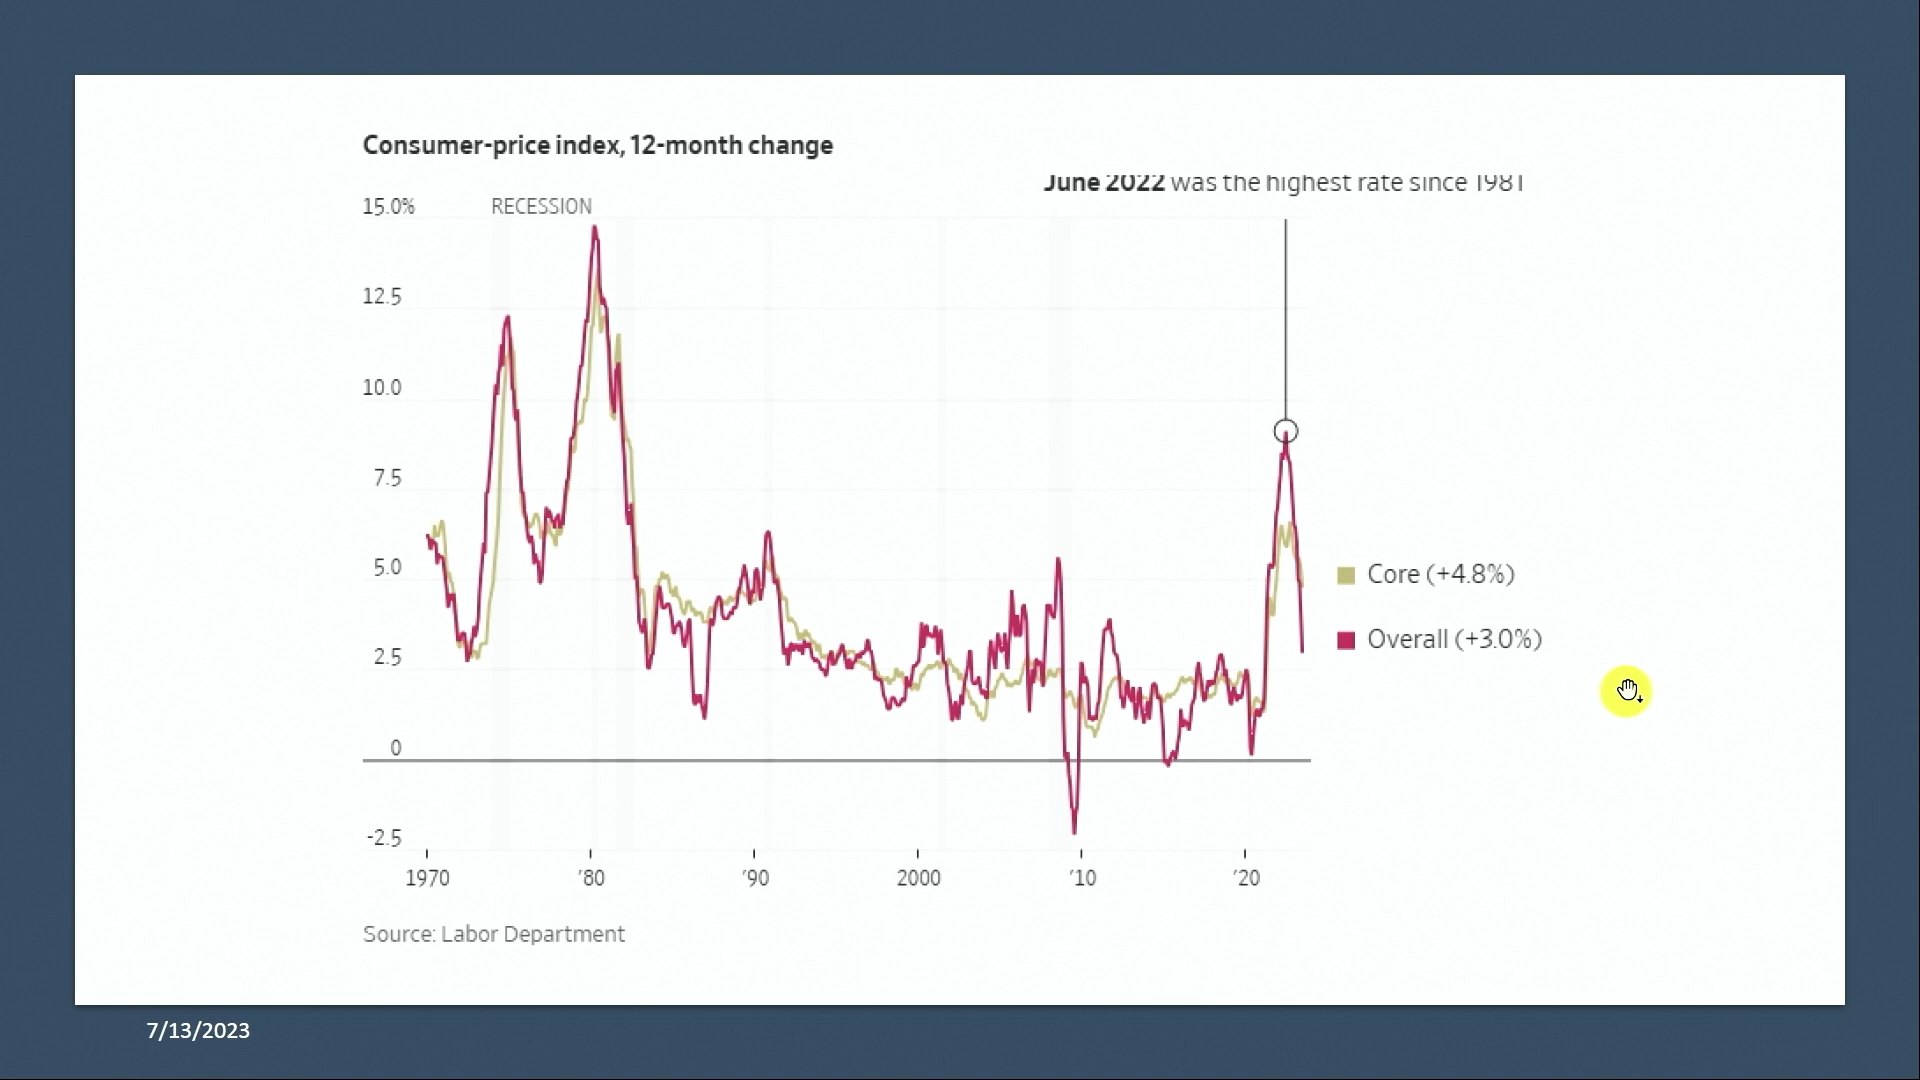 Consumer-price index, 12-month change
June 2022 was the highest rate since 1981
15.0%
RECESSION
12.5
10.0
7.5
5.0
2.5
0
-2.5
Core (+4.8%)
Overall (+3.0%)
1970 '80 '90 2000 '10 '20
Source: Labor Department
7/13/2023